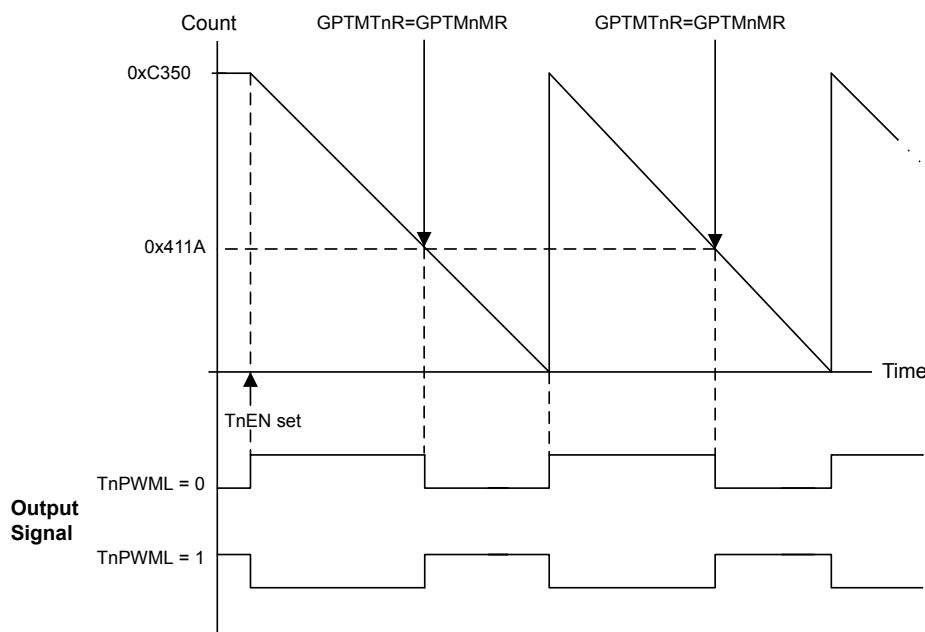 Count
GPTMTnR=GPTMnMR
GPTMTnR=GPTMnMR
0xC350
0x411A
Time
TnEN set
TnPWML = 0
Output
Signal
TnPWML = 1